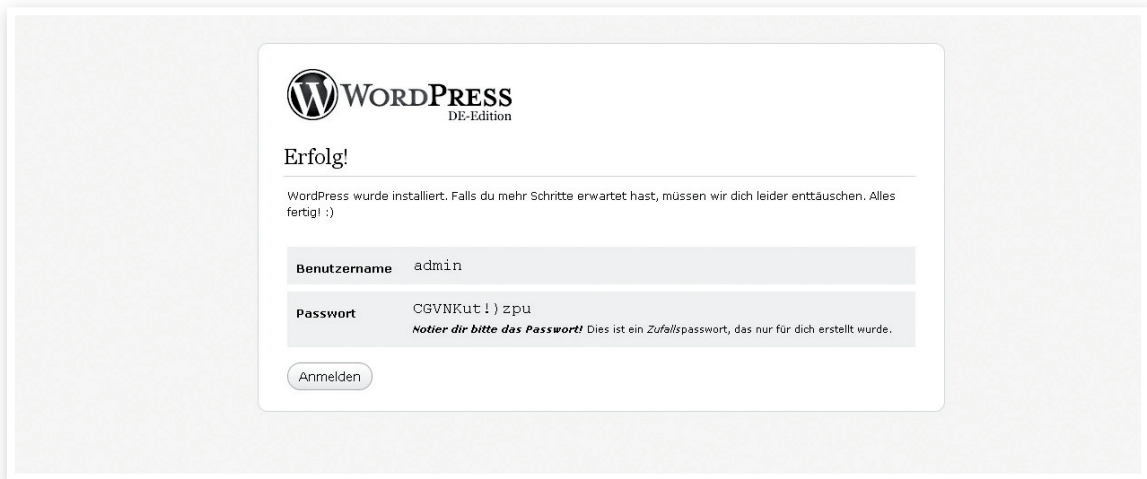 WORDPRESS
DE-Edition
Erfolg!
WordPress wurde installiert. Falls du mehr Schritte erwartet hast, müssen wir dich leider enttäuschen. Alles
fertig! :)
Benutzername admin
Passwort CGVNKut!)zpu
Notier dir bitte das Passwort! Dies ist ein Zufallspasswort, das nur für dich erstellt wurde.
Anmelden